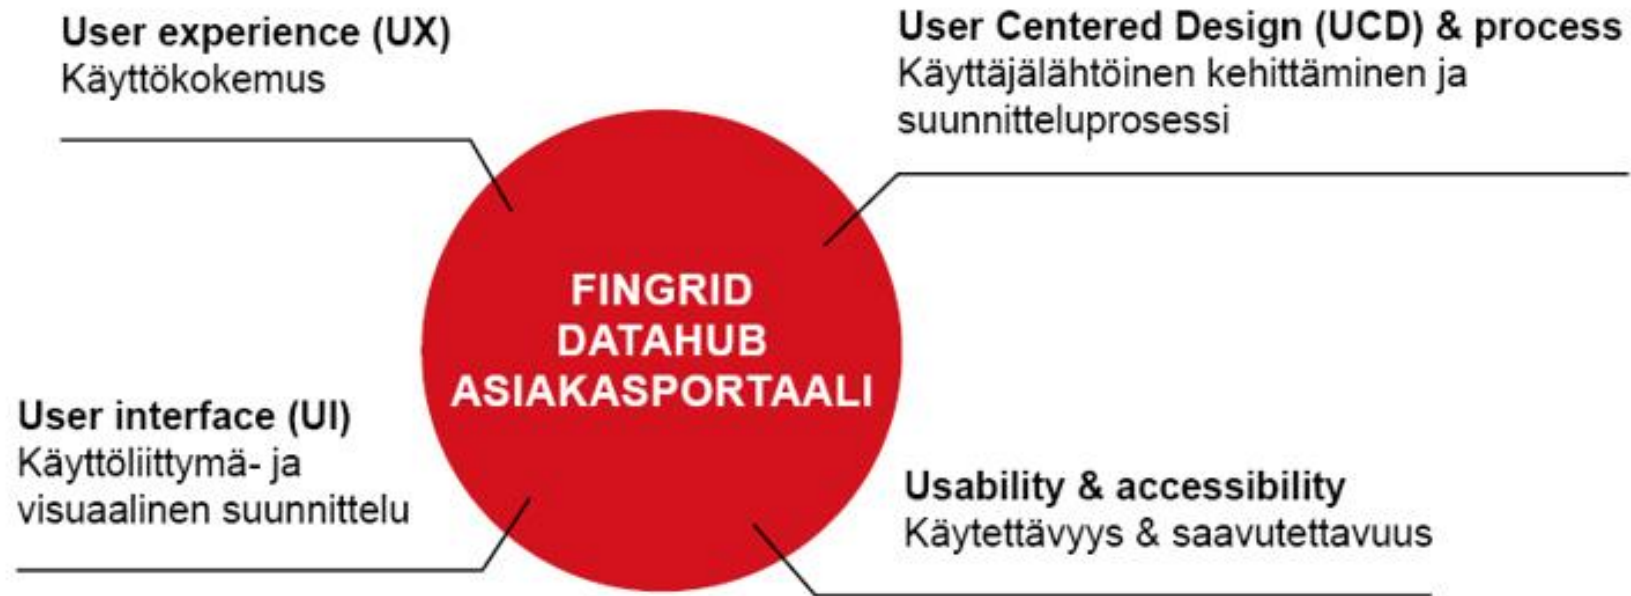 User experience (UX)
Käyttökokemus
User Centered Design (UCD) & process
Käyttäjälähtöinen kehittäminen ja
suunnitteluprosessi
FINGRID
DATAHUB
ASIAKASPORTAALI
User interface (UI)
Käyttöliittymä- ja
visuaalinen suunnittelu
Usability & accessibility
Käytettävyys & saavutettavuus